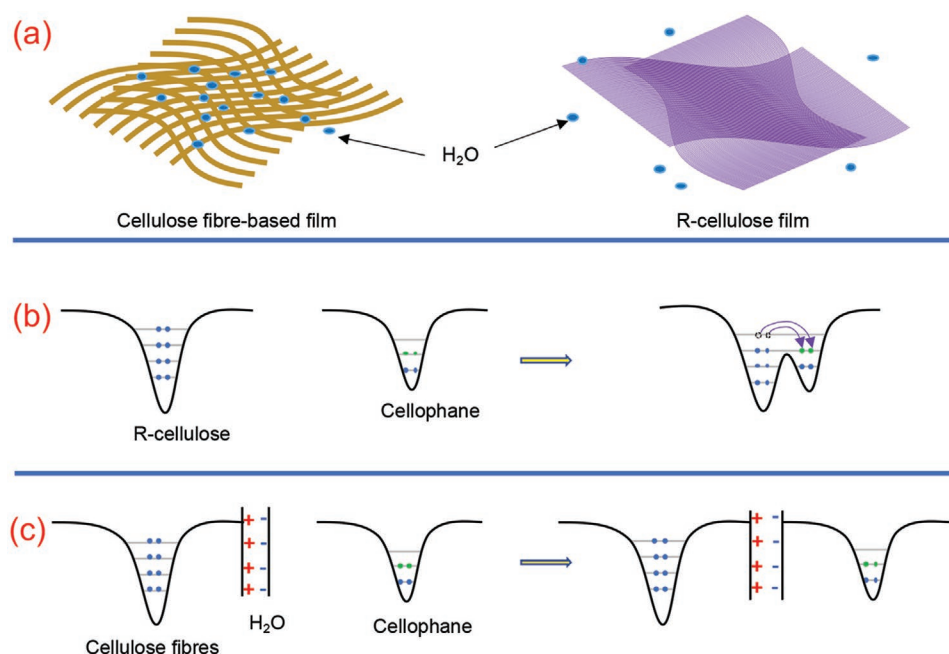 (a)
H₂O
Cellulose fibre-based film
R-cellulose film
(b)
R-cellulose
Cellophane
(c)
+ -
+ -
+ -
+ -
H₂O
Cellulose fibres
Cellophane
+ -
+ -
+ -
+ -